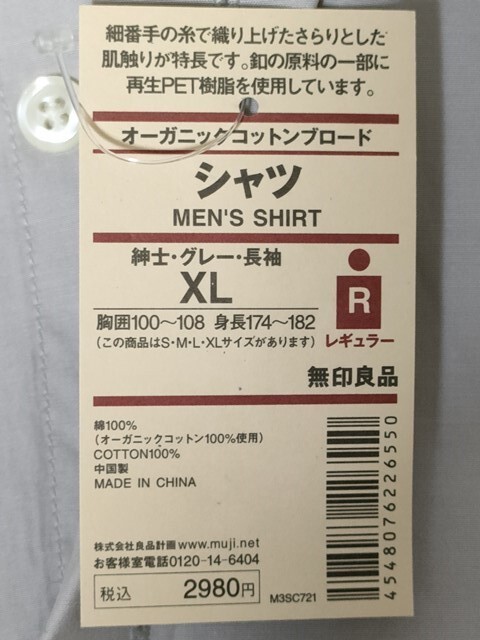 細番手の糸で織り上げたさらりとした
肌触りが特長です。釦の原料の一部に
再生PET樹脂を使用しています。
オーガニックコットンブロード
シャツ
MEN'S SHIRT
紳士・グレー・長袖
XL
胸囲100〜108 身長174〜182
(この商品はS・M・L・XLサイズがあります)
R
レギュラー
無印良品
綿100%
(オーガニックコットン100%使用)
COTTON100%
中国製
MADE IN CHINA
株式会社良品計画 www.muji.net
お客様室電話0120-14-6404
税込 2980円
M3SC721
4548076226550